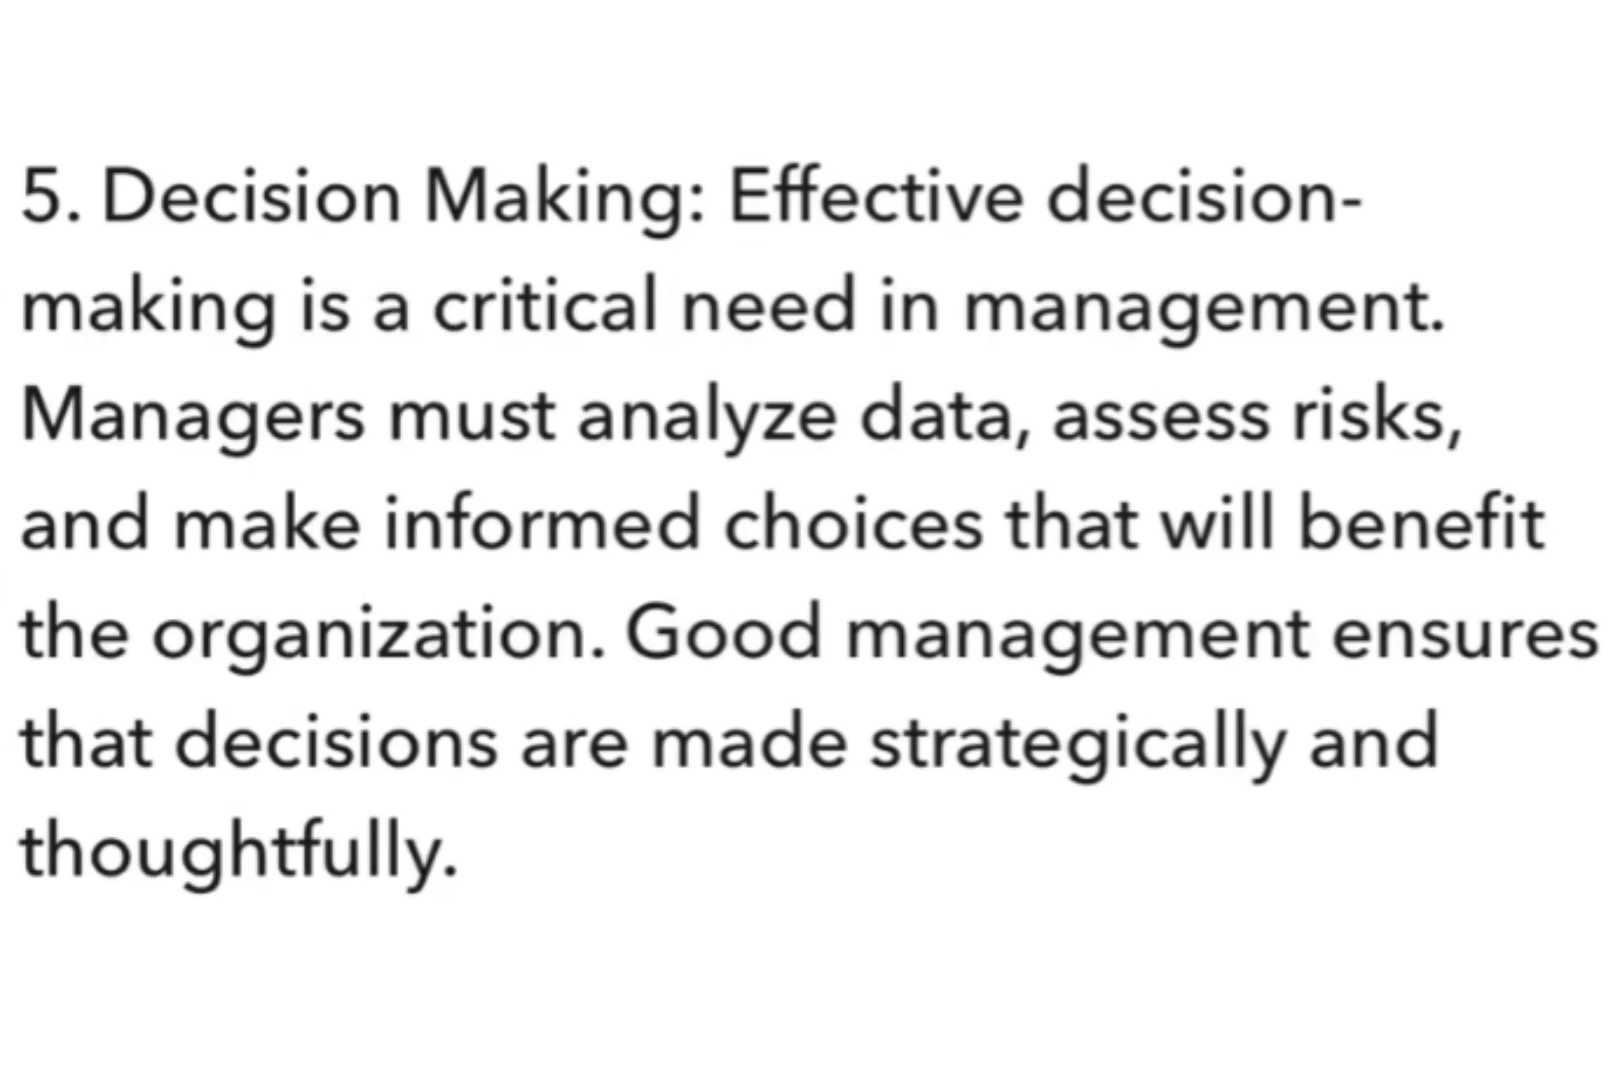 5. Decision Making: Effective decision-
making is a critical need in management.
Managers must analyze data, assess risks,
and make informed choices that will benefit
the organization. Good management ensures
that decisions are made strategically and
thoughtfully.